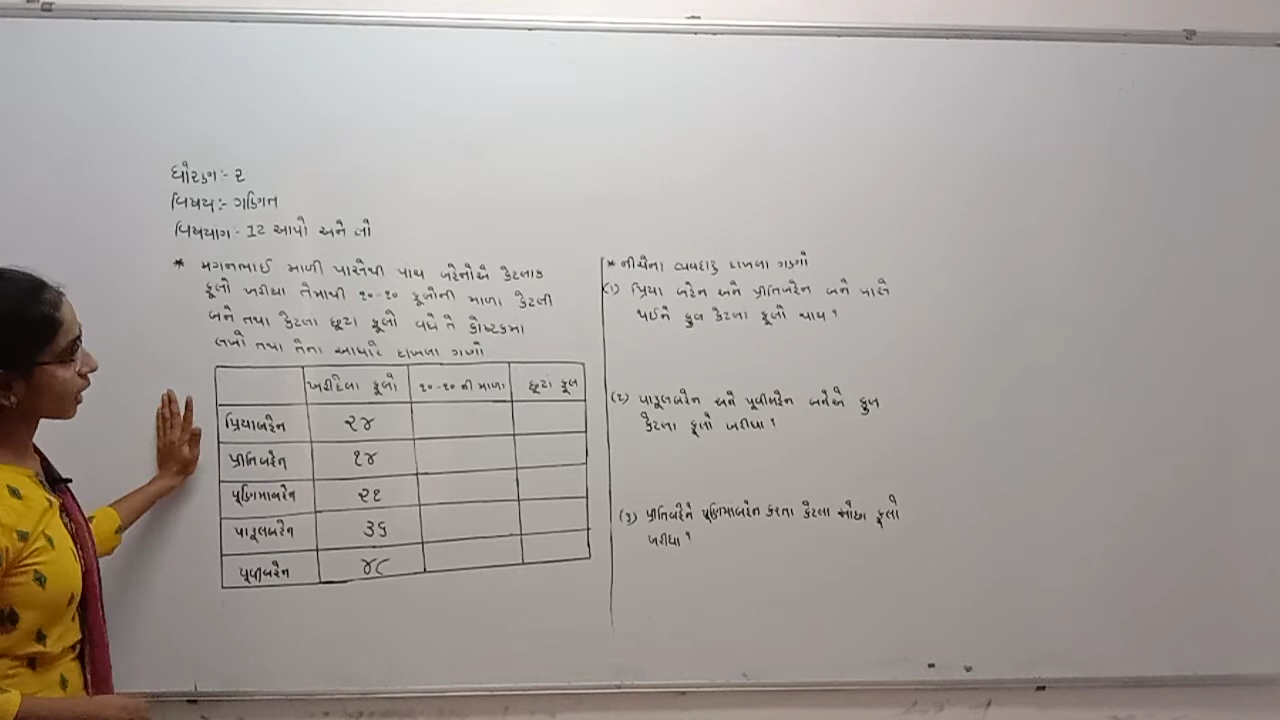 ધોરણ:- ૨
વિષય:- ગણિત
વિષયાંગ:- 12 આપો અને લો
* મગનભાઈ માળી પાસેથી પાંચ બહેનોએ કેટલાક
ફૂલો ખરીદ્યા તેમાંથી ૧૦-૧૦ ફૂલોની માળા કેટલી
બને તથા કેટલા છૂટા ફૂલો વધે તે કોષ્ટકમાં
લખો તથા તેના આધારે દાખલા ગણો
ખરીદેલા ફૂલો ૧૦-૧૦ ની માળા છૂટા ફૂલ
પ્રિયાબહેન ૨૪
પ્રીતિબહેન ૧૪
પૂર્ણિમાબહેન ૨૧
પારૂલબહેન ૩૬
પૂર્વીબહેન ૪૮
* નીચેના વ્યવહારુ દાખલા ગણો
(૧) પ્રિયા બહેન અને પ્રીતિબહેન બંને પાસે
થઈને કુલ કેટલા ફૂલો થાય ?
(૨) પારૂલબહેન અને પૂર્વીબહેન બંનેએ કુલ
કેટલા ફૂલો ખરીદ્યા ?
(૩) પ્રીતિબહેને પૂર્ણિમાબહેન કરતા કેટલા ઓછા ફૂલો
ખરીદ્યા ?